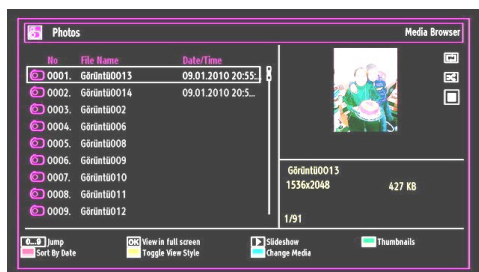 Photos Media Browser
No File Name Date/Time
0001. Görüntü0013 09.01.2010 20:55:..
0002. Görüntü0014 09.01.2010 20:5...
0003. Görüntü002
0004. Görüntü006
0005. Görüntü008
0006. Görüntü009
0007. Görüntü010
0008. Görüntü011
0009. Görüntü012
Görüntü0013
1536x2048 427 KB
1/91
0...9 Jump OK View in full screen Slideshow Thumbnails
Sort By Date Toggle View Style Change Media